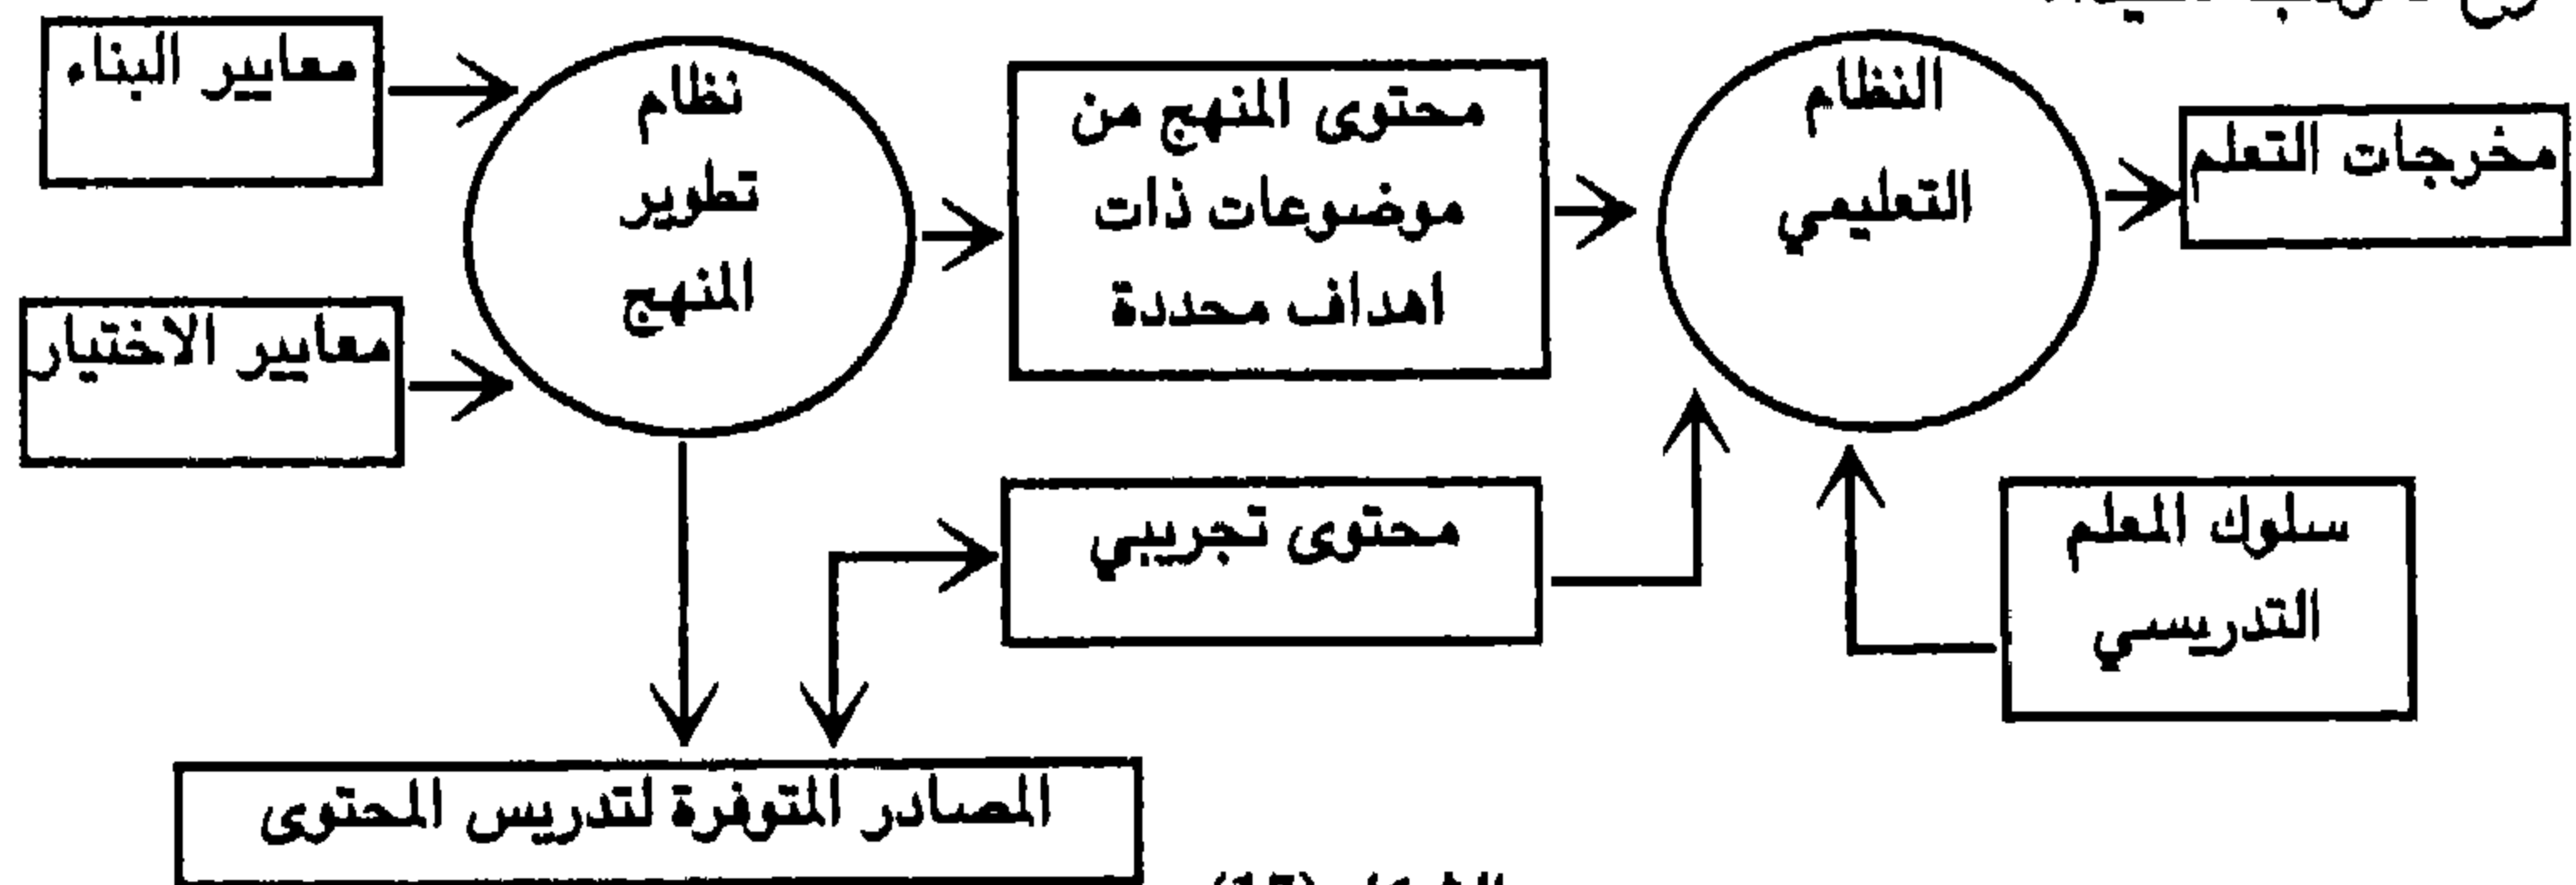 معايير البناء
نظام
تطوير
المنهج
معايير الاختيار
محتوى المنهج من
موضوعات ذات
اهداف محددة
النظام
التعليمي
مخرجات التعلم
محتوى تجريبي
سلوك المعلم
التدريسي
المصادر المتوفرة لتدريس المحتوى